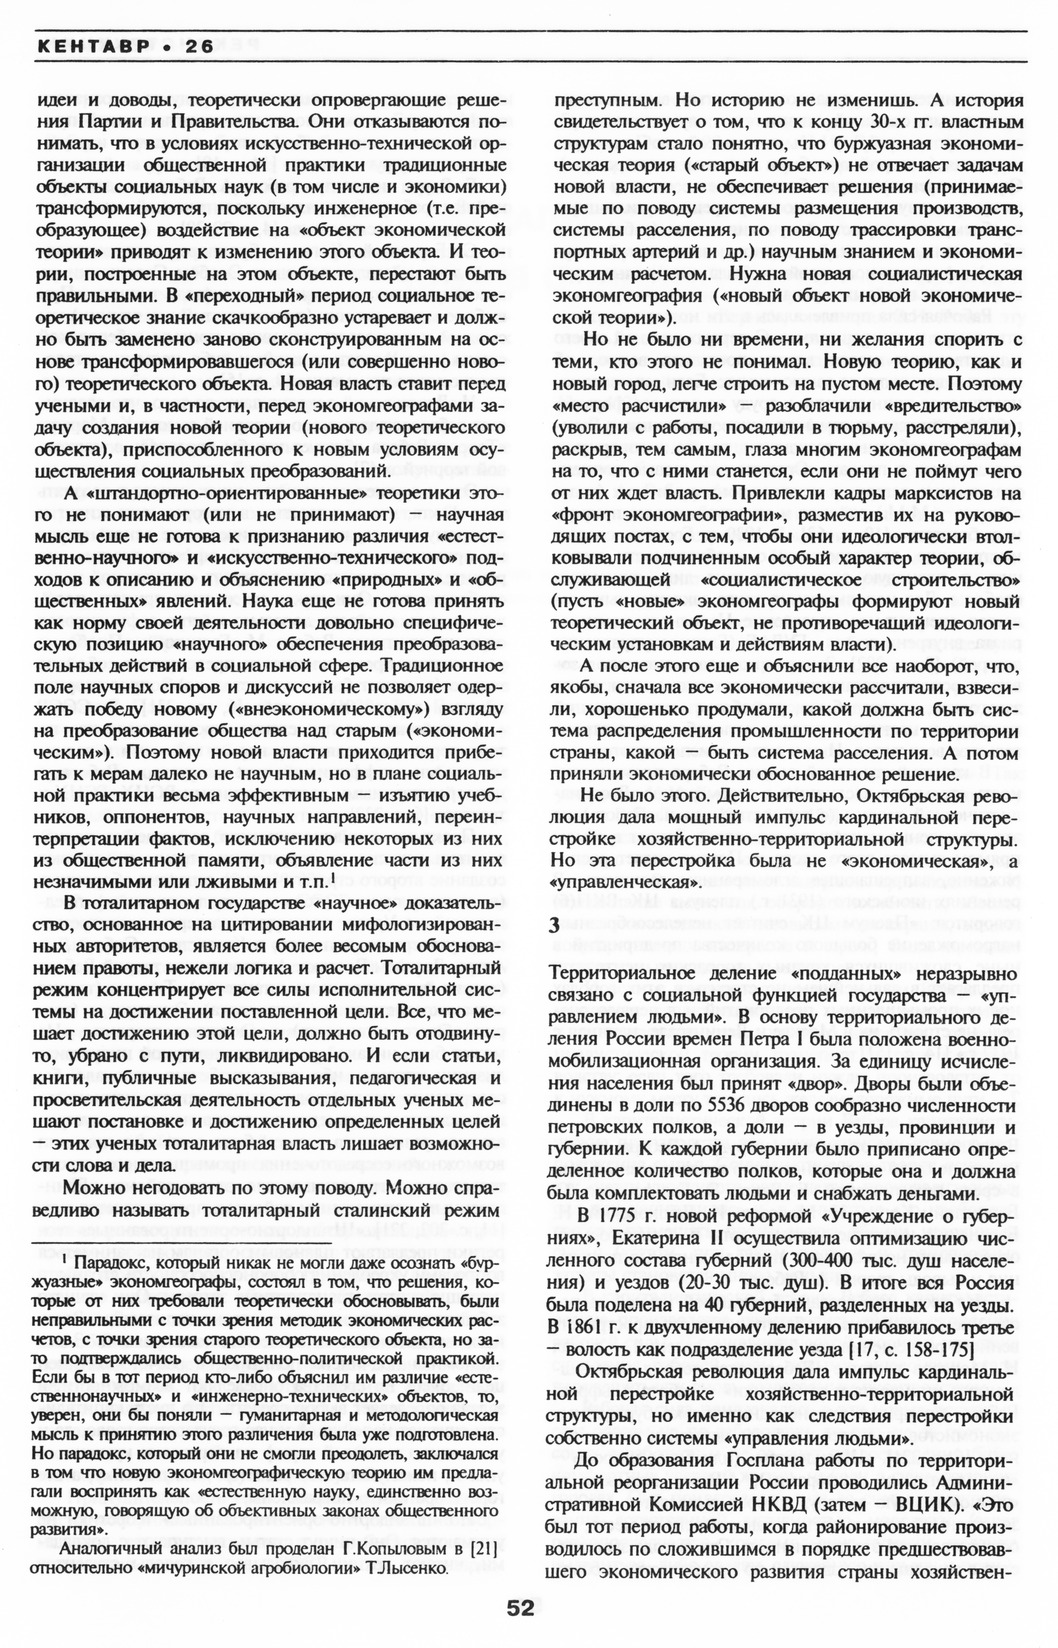 КЕНТАВР • 26
идеи и доводы, теоретически опровергающие реше-
ния Партии и Правительства. Они отказываются по-
нимать, что в условиях искусственно-технической ор-
ганизации общественной практики традиционные
объекты социальных наук (в том числе и экономики)
трансформируются, поскольку инженерное (т.е. пре-
образующее) воздействие на «объект экономической
теории» приводят к изменению этого объекта. И тео-
рии, построенные на этом объекте, перестают быть
правильными. В «переходный» период социальное те-
оретическое знание скачкообразно устаревает и долж-
но быть заменено заново сконструированным на ос-
нове трансформировавшегося (или совершенно ново-
го) теоретического объекта. Новая власть ставит перед
учеными и, в частности, перед экономгеографами за-
дачу создания новой теории (нового теоретического
объекта), приспособленного к новым условиям осу-
ществления социальных преобразований.
А «штандортно-ориентированные» теоретики это-
го не понимают (или не принимают) — научная
мысль еще не готова к признанию различия «естест-
венно-научного» и «искусственно-технического» под-
ходов к описанию и объяснению «природных» и «об-
щественных» явлений. Наука еще не готова принять
как норму своей деятельности довольно специфиче-
скую позицию «научного» обеспечения преобразова-
тельных действий в социальной сфере. Традиционное
поле научных споров и дискуссий не позволяет одер-
жать победу новому («внеэкономическому») взгляду
на преобразование общества над старым («экономи-
ческим»). Поэтому новой власти приходится прибе-
гать к мерам далеко не научным, но в плане социаль-
ной практики весьма эффективным — изъятию учеб-
ников, оппонентов, научных направлений, переин-
терпретации фактов, исключению некоторых из них
из общественной памяти, объявление части из них
незначимыми или лживыми и т.п.¹
В тоталитарном государстве «научное» доказатель-
ство, основанное на цитировании мифологизирован-
ных авторитетов, является более весомым обоснова-
нием правоты, нежели логика и расчет. Тоталитарный
режим концентрирует все силы исполнительной сис-
темы на достижении поставленной цели. Все, что ме-
шает достижению этой цели, должно быть отодвину-
то, убрано с пути, ликвидировано. И если статьи,
книги, публичные высказывания, педагогическая и
просветительская деятельность отдельных ученых ме-
шают постановке и достижению определенных целей
— этих ученых тоталитарная власть лишает возможно-
сти слова и дела.
Можно негодовать по этому поводу. Можно спра-
ведливо называть тоталитарный сталинский режим
¹ Парадокс, который никак не могли даже осознать «бур-
жуазные» экономгеографы, состоял в том, что решения, ко-
торые от них требовали теоретически обосновывать, были
неправильными с точки зрения методик экономических рас-
четов, с точки зрения старого теоретического объекта, но за-
то подтверждались общественно-политической практикой.
Если бы в тот период кто-либо объяснил им различие «есте-
ственнонаучных» и «инженерно-технических» объектов, то,
уверен, они бы поняли — гуманитарная и методологическая
мысль к принятию этого различения была уже подготовлена.
Но парадокс, который они не смогли преодолеть, заключался
в том что новую экономгеографическую теорию им предла-
гали воспринять как «естественную науку, единственно воз-
можную, говорящую об объективных законах общественного
развития».
Аналогичный анализ был проделан Г.Копыловым в [21]
относительно «мичуринской агробиологии» Т.Лысенко.
преступным. Но историю не изменишь. А история
свидетельствует о том, что к концу 30-х гг. властным
структурам стало понятно, что буржуазная экономи-
ческая теория («старый объект») не отвечает задачам
новой власти, не обеспечивает решения (принимае-
мые по поводу системы размещения производств,
системы расселения, по поводу трассировки транс-
портных артерий и др.) научным знанием и экономи-
ческим расчетом. Нужна новая социалистическая
экономгеография («новый объект новой экономиче-
ской теории»).
Но не было ни времени, ни желания спорить с
теми, кто этого не понимал. Новую теорию, как и
новый город, легче строить на пустом месте. Поэтому
«место расчистили» — разоблачили «вредительство»
(уволили с работы, посадили в тюрьму, расстреляли),
раскрыв, тем самым, глаза многим экономгеографам
на то, что с ними станется, если они не поймут чего
от них ждет власть. Привлекли кадры марксистов на
«фронт экономгеографии», разместив их на руково-
дящих постах, с тем, чтобы они идеологически втол-
ковывали подчиненным особый характер теории, об-
служивающей «социалистическое строительство»
(пусть «новые» экономгеографы формируют новый
теоретический объект, не противоречащий идеологи-
ческим установкам и действиям власти).
А после этого еще и объяснили все наоборот, что,
якобы, сначала все экономически рассчитали, взвеси-
ли, хорошенько продумали, какой должна быть сис-
тема распределения промышленности по территории
страны, какой — быть система расселения. А потом
приняли экономически обоснованное решение.
Не было этого. Действительно, Октябрьская рево-
люция дала мощный импульс кардинальной пере-
стройке хозяйственно-территориальной структуры.
Но эта перестройка была не «экономическая», а
«управленческая».
3
Территориальное деление «подданных» неразрывно
связано с социальной функцией государства — «уп-
равлением людьми». В основу территориального де-
ления России времен Петра I была положена военно-
мобилизационная организация. За единицу исчисле-
ния населения был принят «двор». Дворы были объе-
динены в доли по 5536 дворов сообразно численности
петровских полков, а доли — в уезды, провинции и
губернии. К каждой губернии было приписано опре-
деленное количество полков, которые она и должна
была комплектовать людьми и снабжать деньгами.
В 1775 г. новой реформой «Учреждение о губер-
ниях», Екатерина II осуществила оптимизацию чис-
ленного состава губерний (300-400 тыс. душ населе-
ния) и уездов (20-30 тыс. душ). В итоге вся Россия
была поделена на 40 губерний, разделенных на уезды.
В 1861 г. к двухчленному делению прибавилось третье
— волость как подразделение уезда [17, с. 158-175]
Октябрьская революция дала импульс кардиналь-
ной перестройке хозяйственно-территориальной
структуры, но именно как следствия перестройки
собственно системы «управления людьми».
До образования Госплана работы по территори-
альной реорганизации России проводились Админи-
стративной Комиссией НКВД (затем — ВЦИК). «Это
был тот период работы, когда районирование произ-
водилось по сложившимся в порядке предшествовав-
шего экономического развития страны хозяйствен-
52